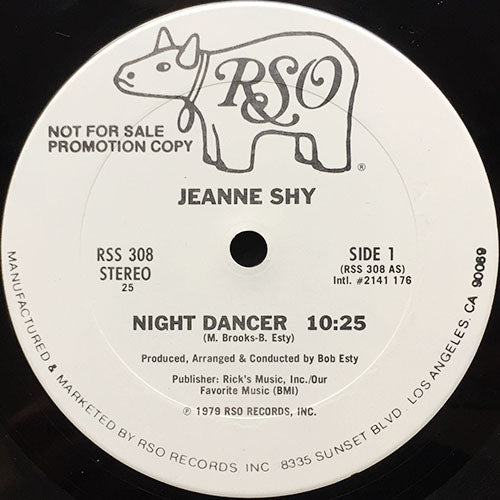 RSO
®
NOT FOR SALE
PROMOTION COPY
JEANNE SHY
RSS 308
STEREO
25
SIDE 1
(RSS 308 AS)
Intl. #2141 176
NIGHT DANCER 10:25
(M. Brooks-B. Esty)
Produced, Arranged & Conducted by Bob Esty
Publisher: Rick's Music, Inc./Our
Favorite Music (BMI)
℗ 1979 RSO RECORDS, INC.
MANUFACTURED & MARKETED BY RSO RECORDS INC 8335 SUNSET BLVD. LOS ANGELES, CA 90069